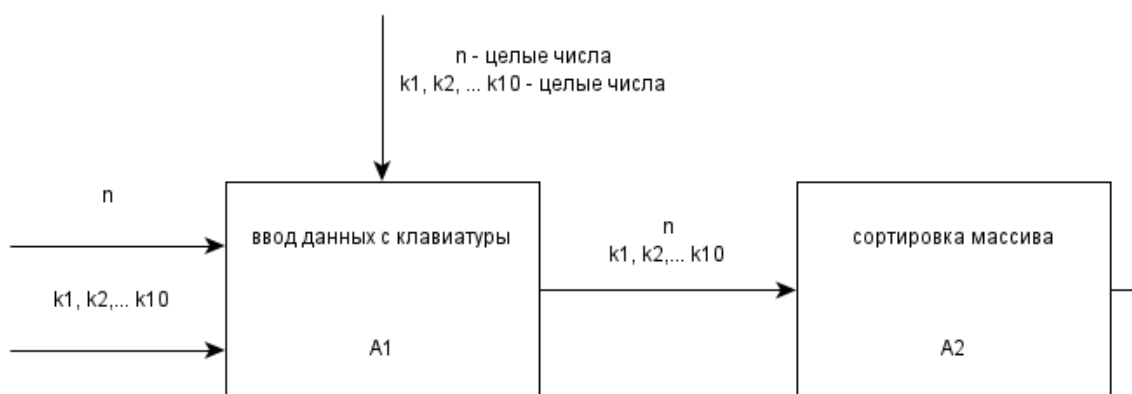 n - целые числа
k1, k2, ... k10 - целые числа
n
ввод данных с клавиатуры
n
k1, k2,... k10
сортировка массива
k1, k2,... k10
A1
A2